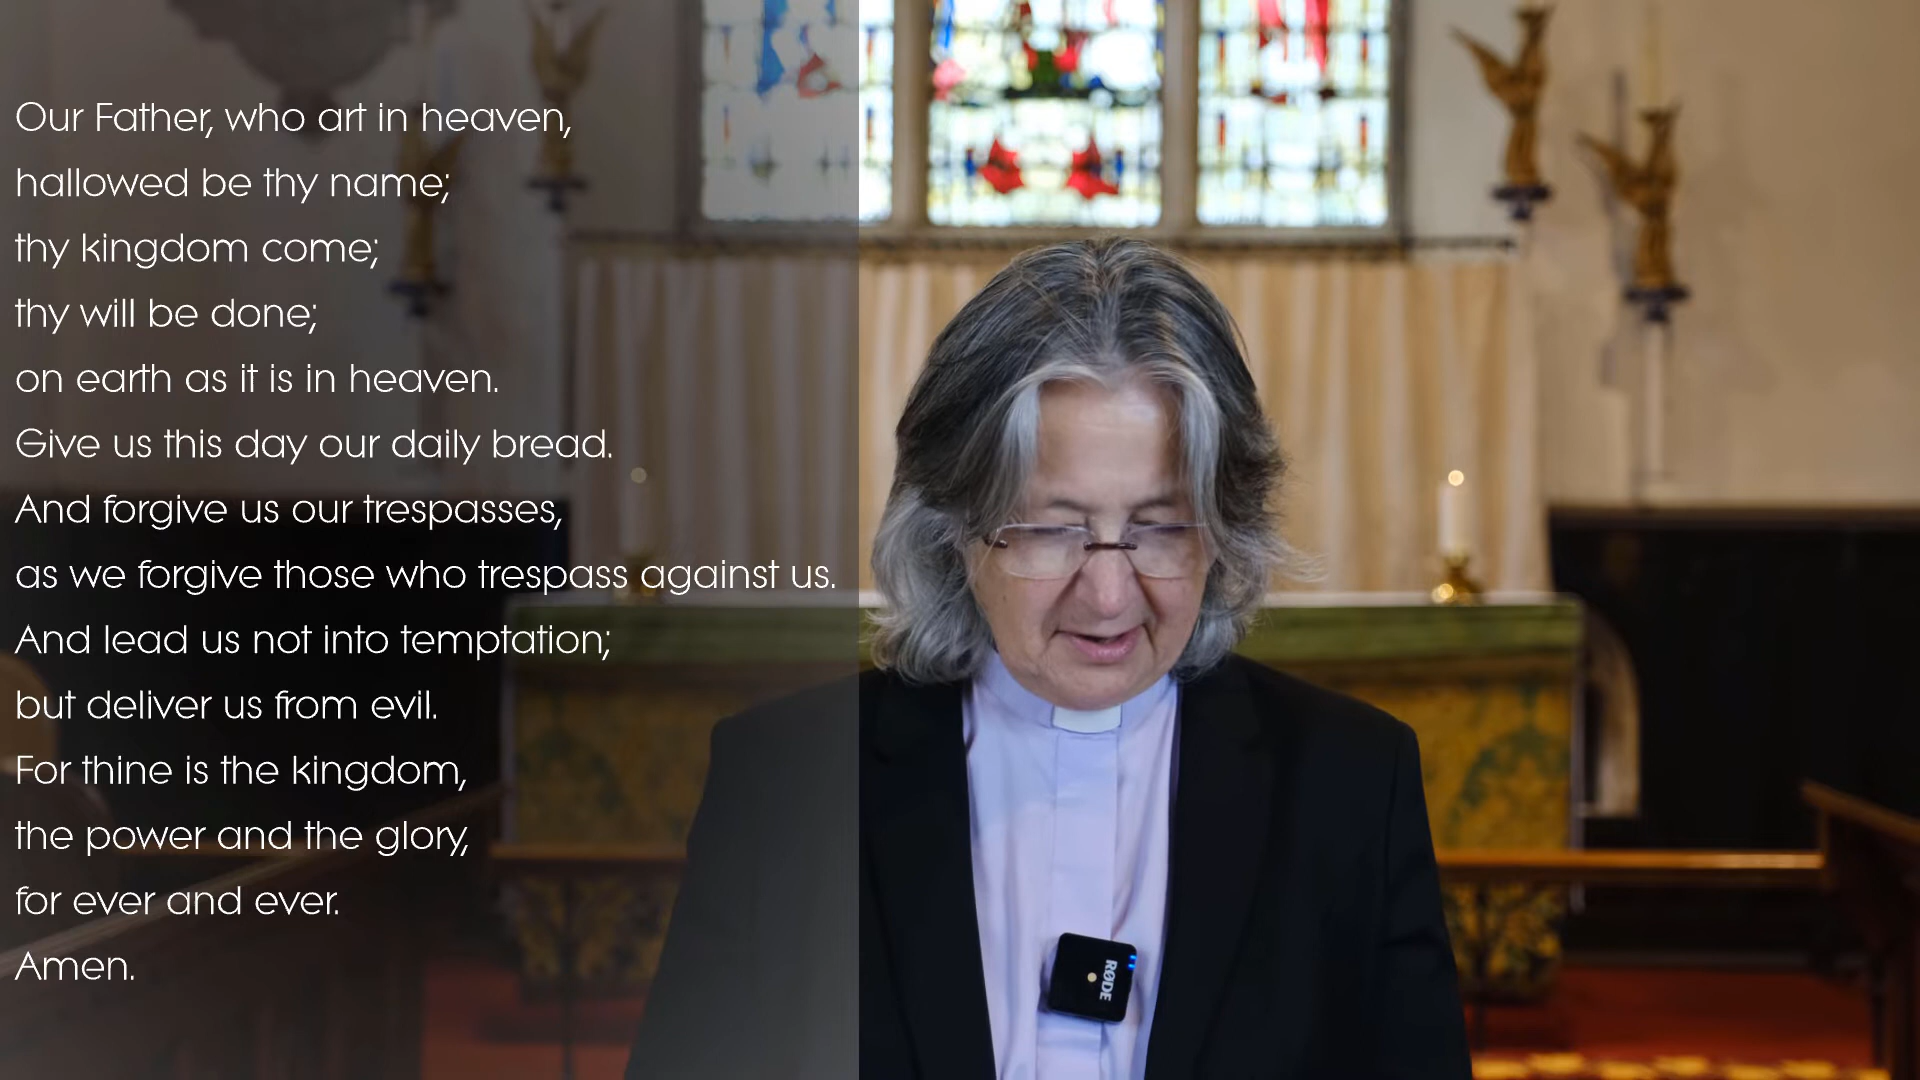 Our Father, who art in heaven,
hallowed be thy name;
thy kingdom come;
thy will be done;
on earth as it is in heaven.
Give us this day our daily bread.
And forgive us our trespasses,
as we forgive those who trespass against us.
And lead us not into temptation;
but deliver us from evil.
For thine is the kingdom,
the power and the glory,
for ever and ever.
Amen.
RØDE